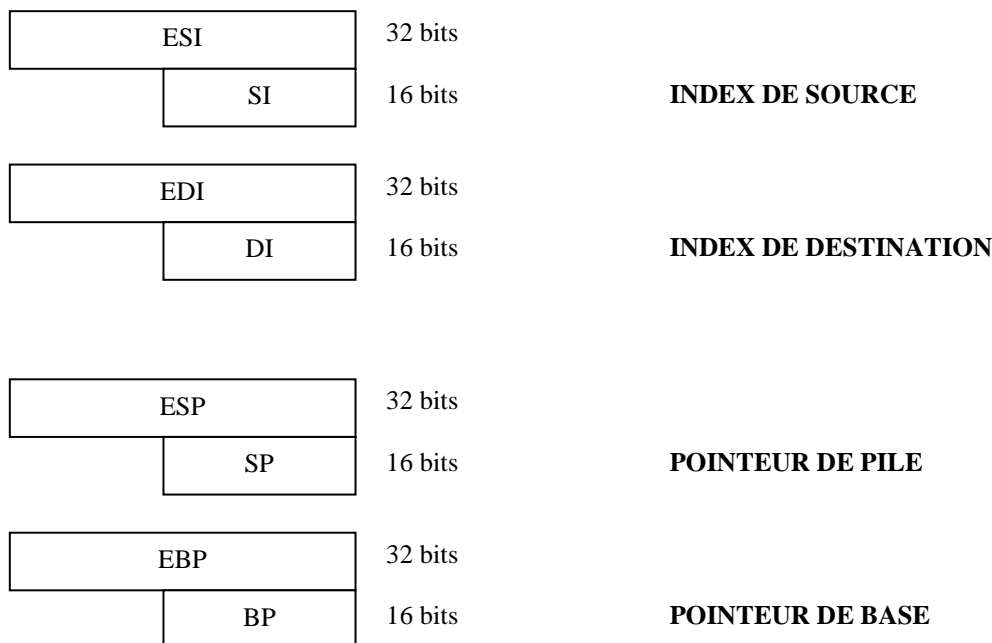 ESI 32 bits
SI 16 bits INDEX DE SOURCE
EDI 32 bits
DI 16 bits INDEX DE DESTINATION
ESP 32 bits
SP 16 bits POINTEUR DE PILE
EBP 32 bits
BP 16 bits POINTEUR DE BASE